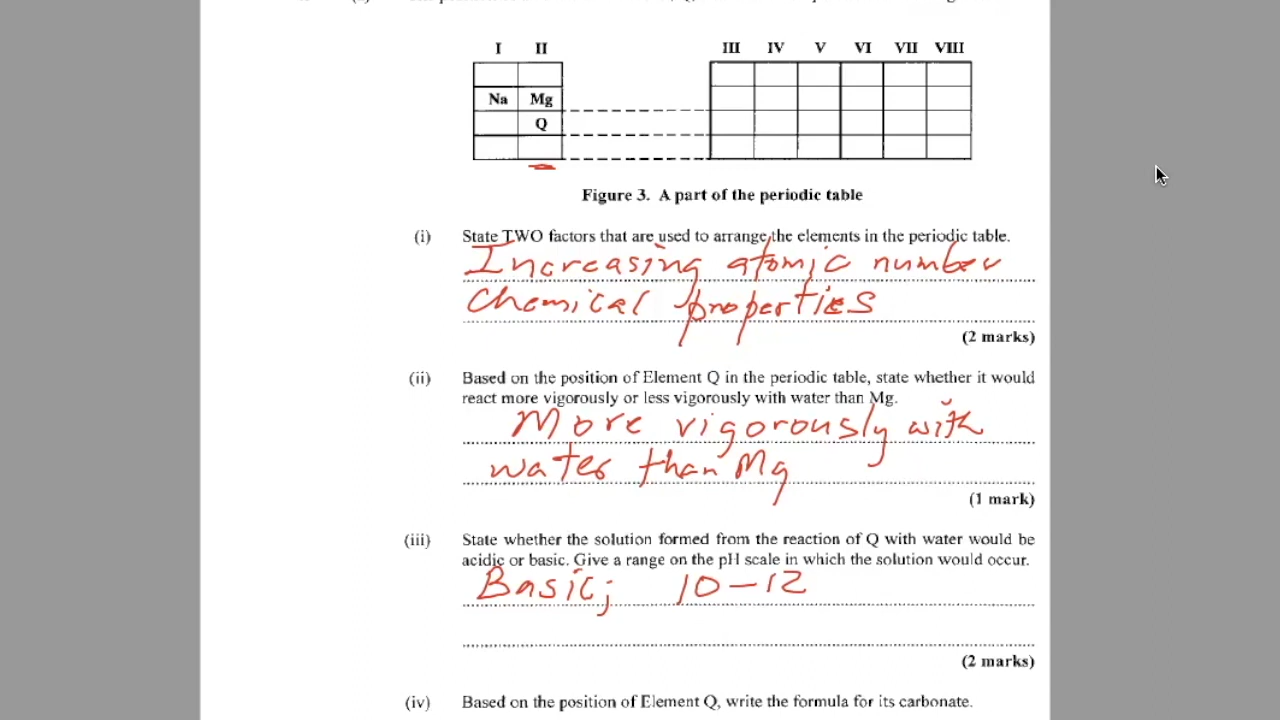 I II III IV V VI VII VIII
Na Mg
Q
Figure 3. A part of the periodic table
(i) State TWO factors that are used to arrange the elements in the periodic table.
Increasing atomic number
Chemical properties
(2 marks)
(ii) Based on the position of Element Q in the periodic table, state whether it would
react more vigorously or less vigorously with water than Mg.
More vigorously with
water than Mg
(1 mark)
(iii) State whether the solution formed from the reaction of Q with water would be
acidic or basic. Give a range on the pH scale in which the solution would occur.
Basic; 10-12
(2 marks)
(iv) Based on the position of Element Q, write the formula for its carbonate.